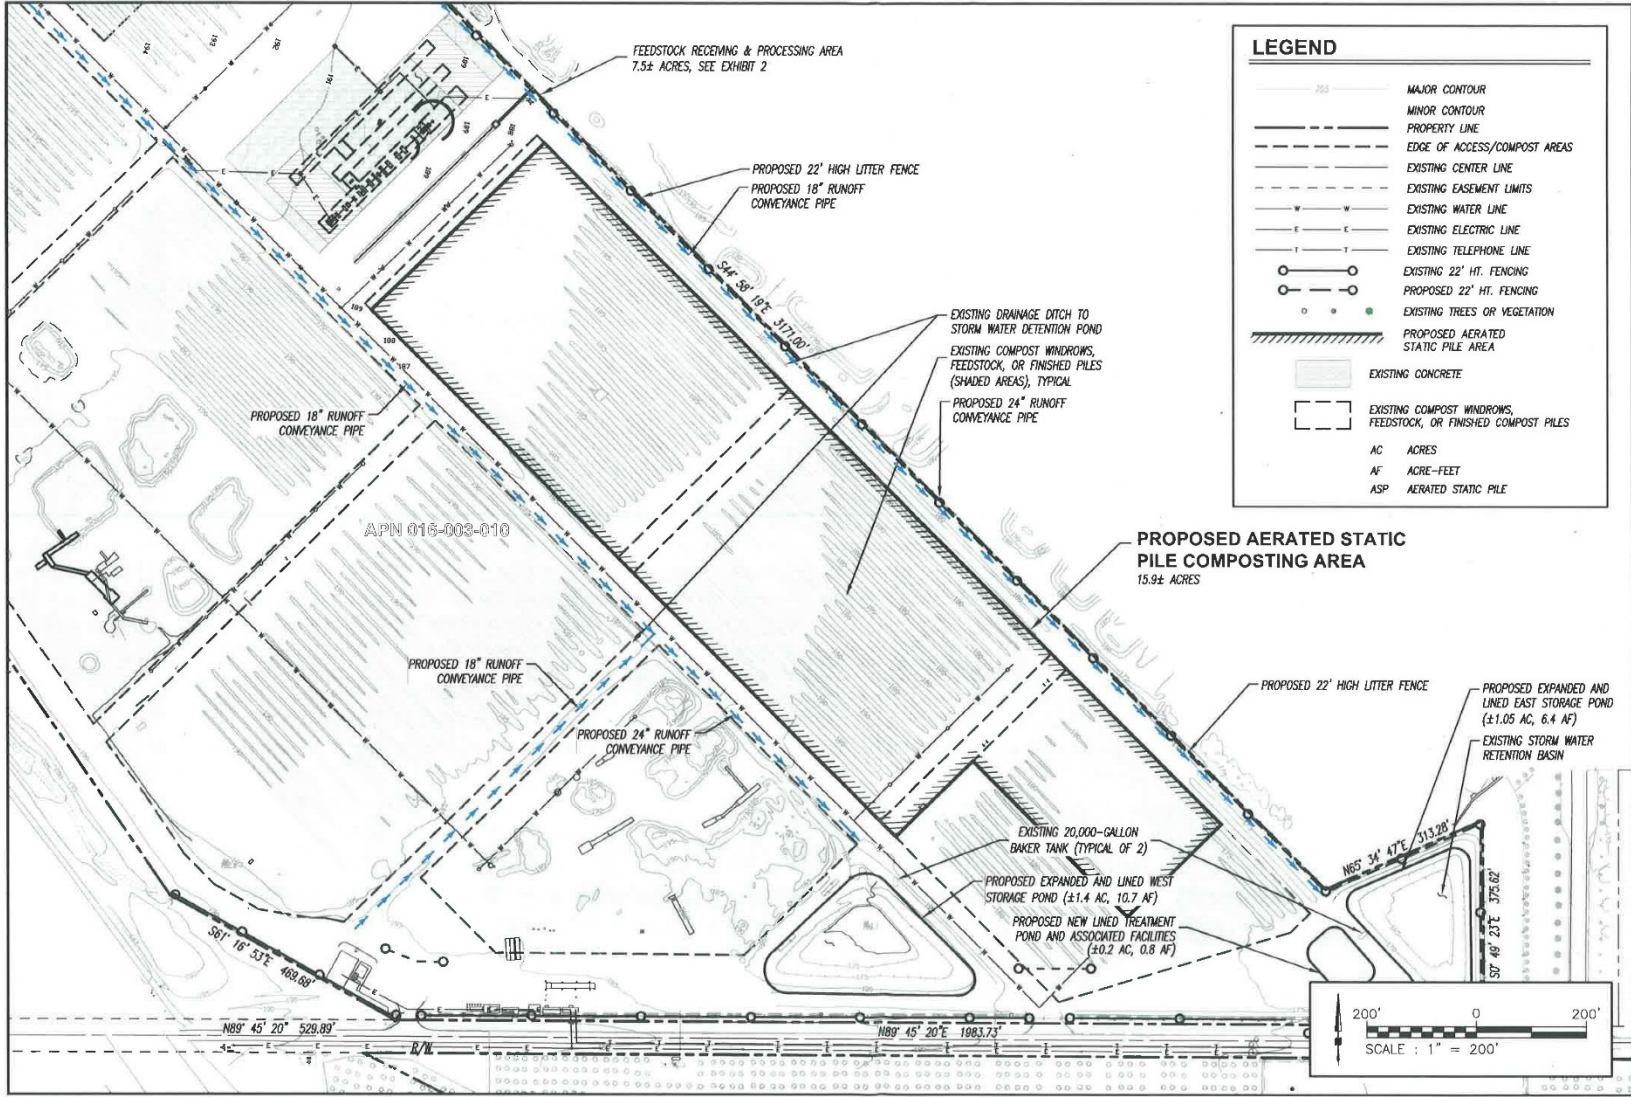 FEEDSTOCK RECEIVING & PROCESSING AREA
7.5± ACRES, SEE EXHIBIT 2
PROPOSED 22' HIGH LITTER FENCE
PROPOSED 18" RUNOFF
CONVEYANCE PIPE
S44° 58' 19"E 3171.00'
EXISTING DRAINAGE DITCH TO
STORM WATER DETENTION POND
EXISTING COMPOST WINDROWS,
FEEDSTOCK, OR FINISHED PILES
(SHADED AREAS), TYPICAL
PROPOSED 24" RUNOFF
CONVEYANCE PIPE
PROPOSED 18" RUNOFF
CONVEYANCE PIPE
APN 016-003-010
PROPOSED AERATED STATIC
PILE COMPOSTING AREA
15.9± ACRES
PROPOSED 18" RUNOFF
CONVEYANCE PIPE
PROPOSED 24" RUNOFF
CONVEYANCE PIPE
PROPOSED 22' HIGH LITTER FENCE
PROPOSED EXPANDED AND
LINED EAST STORAGE POND
(±1.05 AC, 6.4 AF)
EXISTING STORM WATER
RETENTION BASIN
EXISTING 20,000-GALLON
BAKER TANK (TYPICAL OF 2)
PROPOSED EXPANDED AND LINED WEST
STORAGE POND (±1.4 AC, 10.7 AF)
PROPOSED NEW LINED TREATMENT
POND AND ASSOCIATED FACILITIES
(±0.2 AC, 0.8 AF)
N65° 34' 47"E 313.28'
S0° 49' 23"E 375.62'
S61° 16' 53"E 469.68'
N89° 45' 20" 529.89'
R/W
N89° 45' 20"E 1983.73'
194
193
192
191
189
188
189
189
189
188
187
LEGEND
MAJOR CONTOUR
MINOR CONTOUR
PROPERTY LINE
EDGE OF ACCESS/COMPOST AREAS
EXISTING CENTER LINE
EXISTING EASEMENT LIMITS
W W EXISTING WATER LINE
E E EXISTING ELECTRIC LINE
T T EXISTING TELEPHONE LINE
EXISTING 22' HT. FENCING
PROPOSED 22' HT. FENCING
EXISTING TREES OR VEGETATION
PROPOSED AERATED
STATIC PILE AREA
EXISTING CONCRETE
EXISTING COMPOST WINDROWS,
FEEDSTOCK, OR FINISHED COMPOST PILES
AC ACRES
AF ACRE-FEET
ASP AERATED STATIC PILE
200' 0 200'
SCALE : 1" = 200'